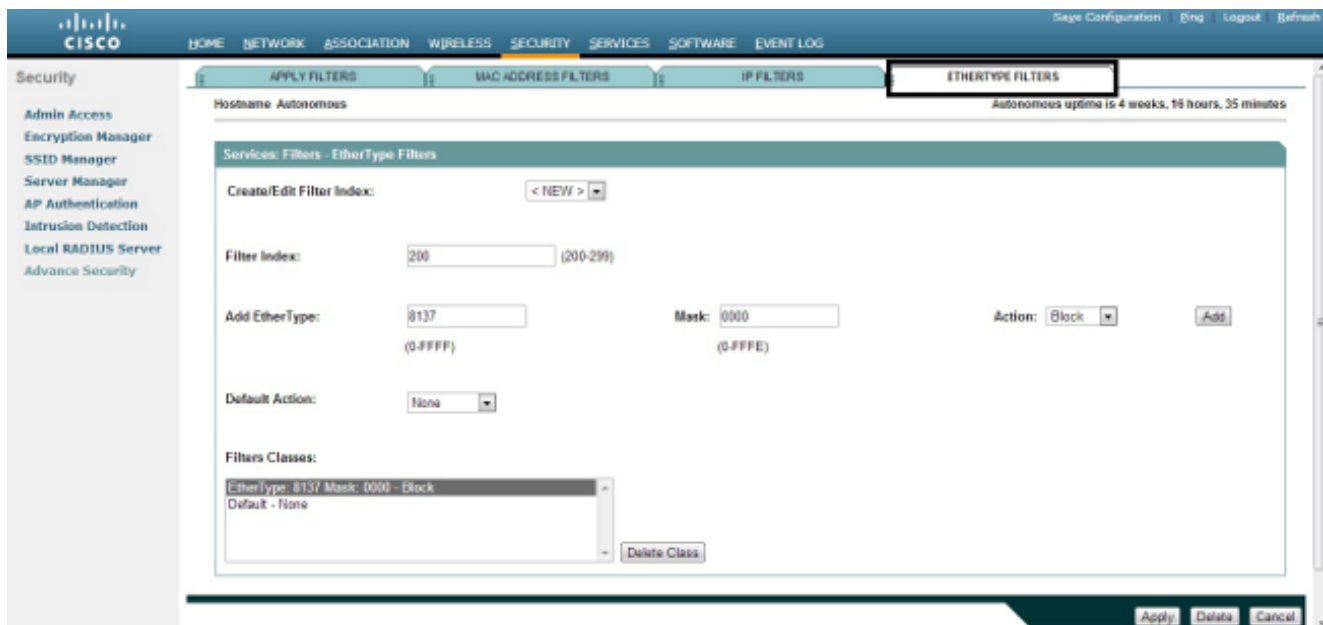 Save Configuration Ping Logout Refresh
CISCO
HOME NETWORK ASSOCIATION WIRELESS SECURITY SERVICES SOFTWARE EVENT LOG
Security
Admin Access
Encryption Manager
SSID Manager
Server Manager
AP Authentication
Intrusion Detection
Local RADIUS Server
Advance Security
APPLY FILTERS MAC ADDRESS FILTERS IP FILTERS ETHERTYPE FILTERS
Hostname Autonomous Autonomous uptime is 4 weeks, 16 hours, 35 minutes
Services: Filters - EtherType Filters
Create/Edit Filter Index: < NEW >
Filter Index: 200 (200-299)
Add EtherType: 8137 Mask: 0000 Action: Block Add
(0-FFFF) (0-FFFE)
Default Action: None
Filters Classes:
EtherType: 8137 Mask: 0000 - Block
Default - None
Delete Class
Apply Delete Cancel